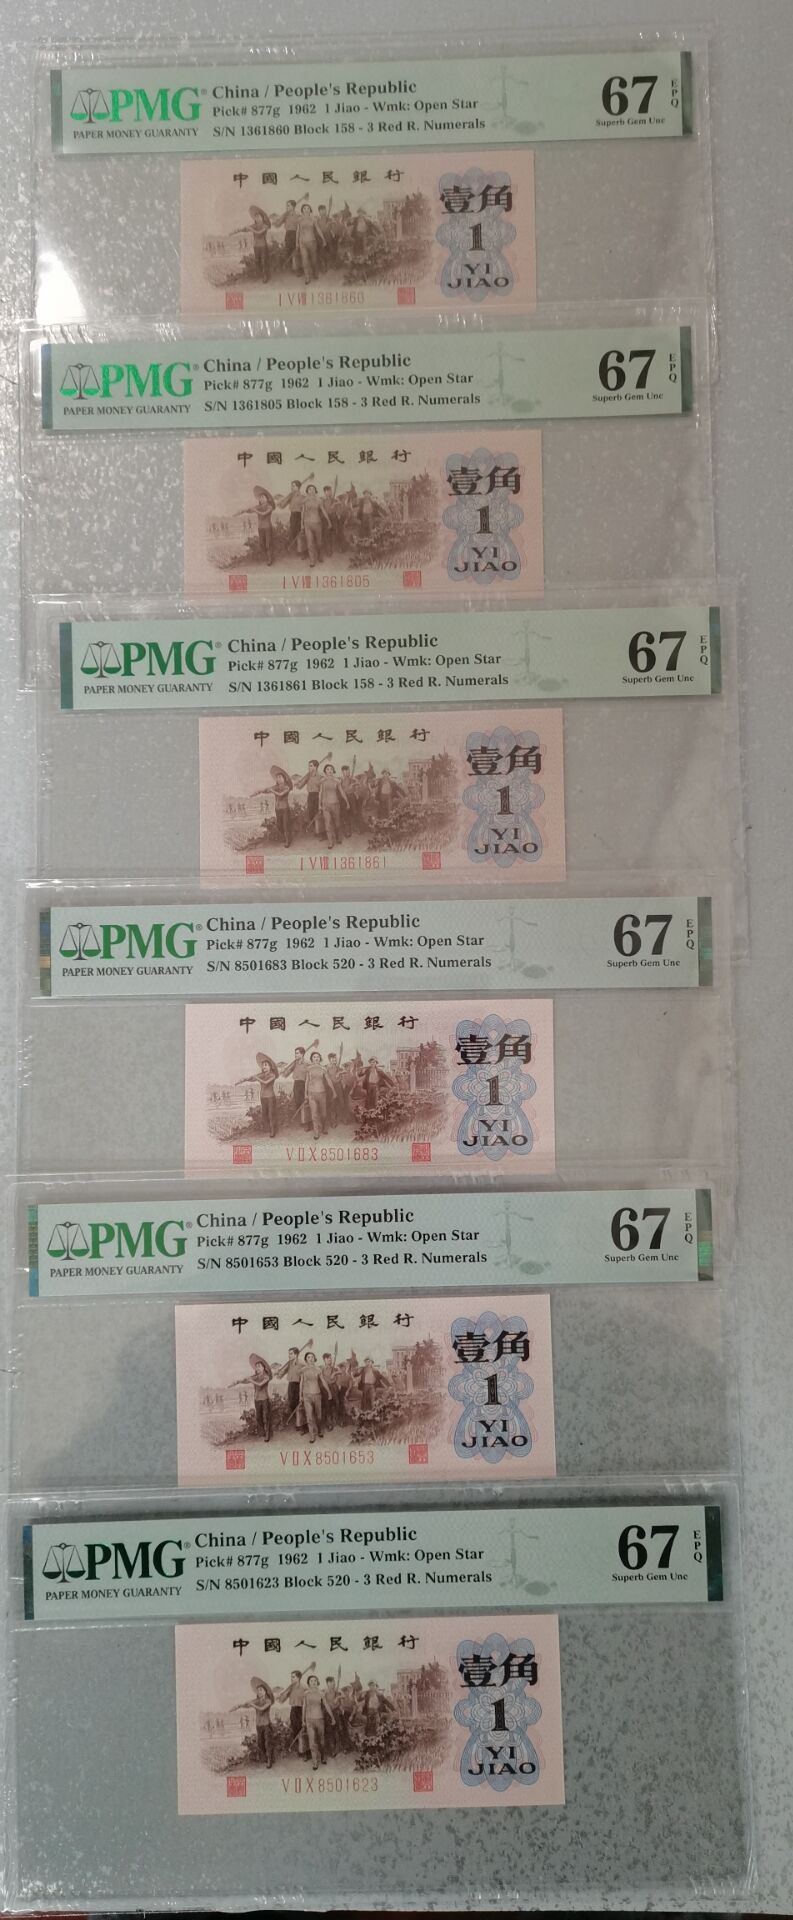 PMG®
PAPER MONEY GUARANTY
China / People's Republic
Pick# 877g 1962 1 Jiao - Wmk: Open Star
S/N 1361860 Block 158 - 3 Red R. Numerals
67 EPQ
Superb Gem Unc
中國人民銀行
壹角
1
YI
JIAO
I V VIII 1361860
PMG®
PAPER MONEY GUARANTY
China / People's Republic
Pick# 877g 1962 1 Jiao - Wmk: Open Star
S/N 1361805 Block 158 - 3 Red R. Numerals
67 EPQ
Superb Gem Unc
中國人民銀行
壹角
1
YI
JIAO
I V VIII 1361805
PMG®
PAPER MONEY GUARANTY
China / People's Republic
Pick# 877g 1962 1 Jiao - Wmk: Open Star
S/N 1361861 Block 158 - 3 Red R. Numerals
67 EPQ
Superb Gem Unc
中國人民銀行
壹角
1
YI
JIAO
I V VIII 1361861
PMG®
PAPER MONEY GUARANTY
China / People's Republic
Pick# 877g 1962 1 Jiao - Wmk: Open Star
S/N 8501683 Block 520 - 3 Red R. Numerals
67 EPQ
Superb Gem Unc
中國人民銀行
壹角
1
YI
JIAO
V II X 8501683
PMG®
PAPER MONEY GUARANTY
China / People's Republic
Pick# 877g 1962 1 Jiao - Wmk: Open Star
S/N 8501653 Block 520 - 3 Red R. Numerals
67 EPQ
Superb Gem Unc
中國人民銀行
壹角
1
YI
JIAO
V II X 8501653
PMG®
PAPER MONEY GUARANTY
China / People's Republic
Pick# 877g 1962 1 Jiao - Wmk: Open Star
S/N 8501623 Block 520 - 3 Red R. Numerals
67 EPQ
Superb Gem Unc
中國人民銀行
壹角
1
YI
JIAO
V II X 8501623